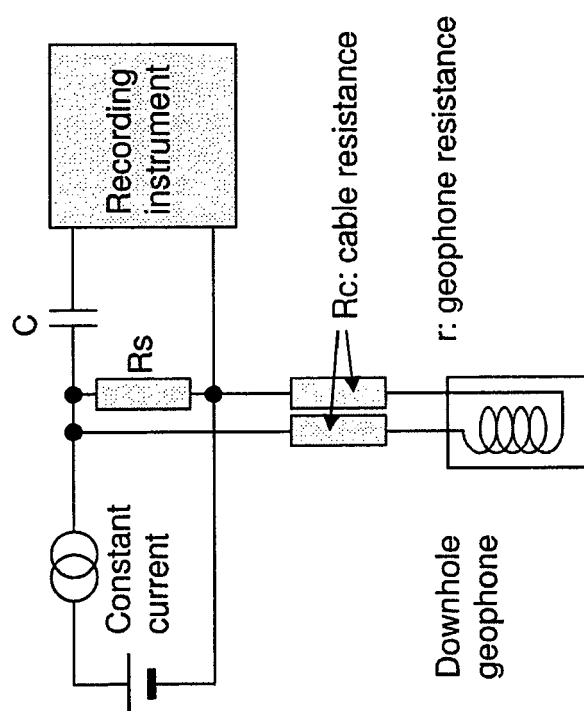 Recording
instrument
C
Rs
Constant
current
Rc: cable resistance
r: geophone resistance
Downhole
geophone